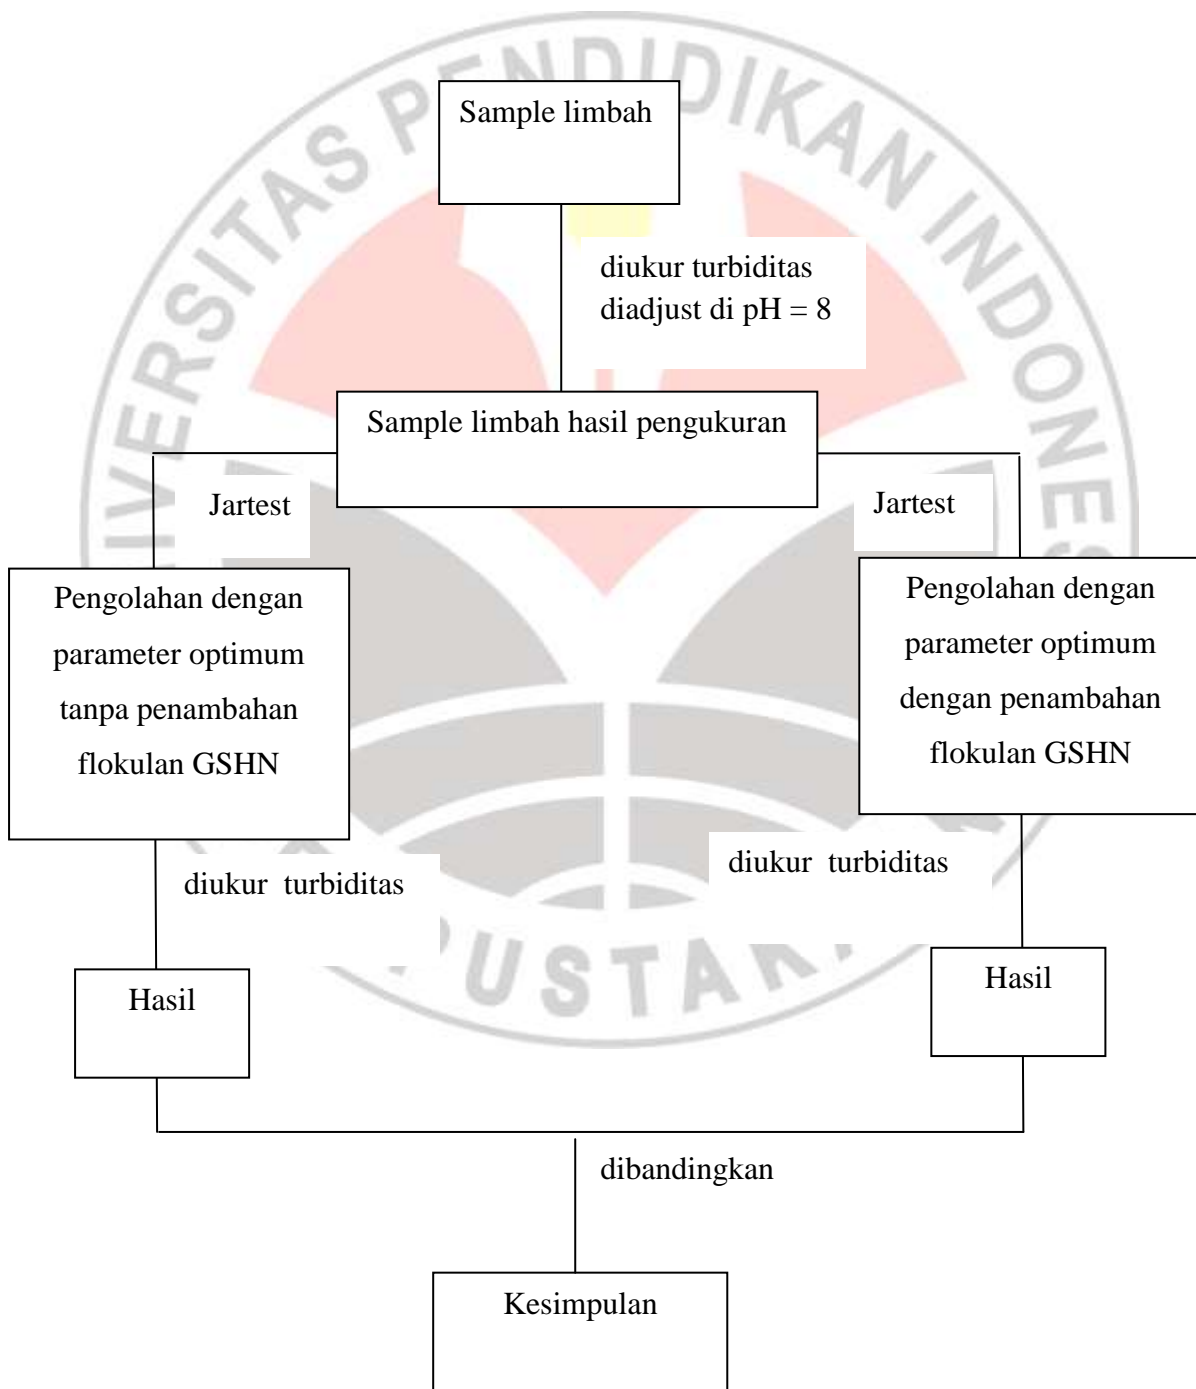 Sample limbah
diukur turbiditas
diadjust di pH = 8
Sample limbah hasil pengukuran
Jartest
Jartest
Pengolahan dengan
parameter optimum
tanpa penambahan
flokulan GSHN
Pengolahan dengan
parameter optimum
dengan penambahan
flokulan GSHN
diukur turbiditas
diukur turbiditas
Hasil
Hasil
dibandingkan
Kesimpulan